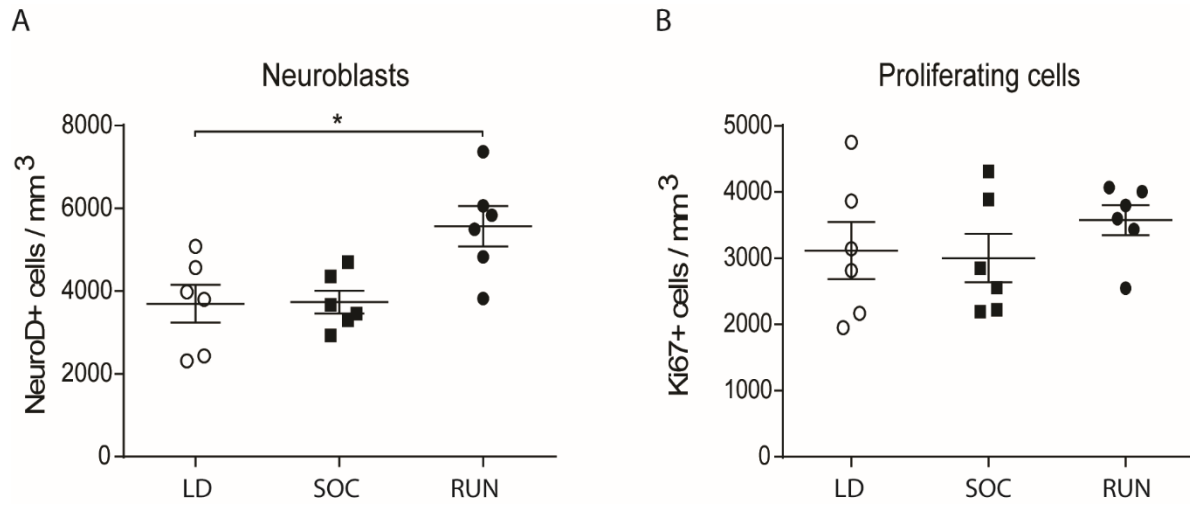 A
Neuroblasts
NeuroD+ cells / mm³
8000
6000
4000
2000
0
*
LD SOC RUN
B
Proliferating cells
Ki67+ cells / mm³
5000
4000
3000
2000
1000
0
LD SOC RUN